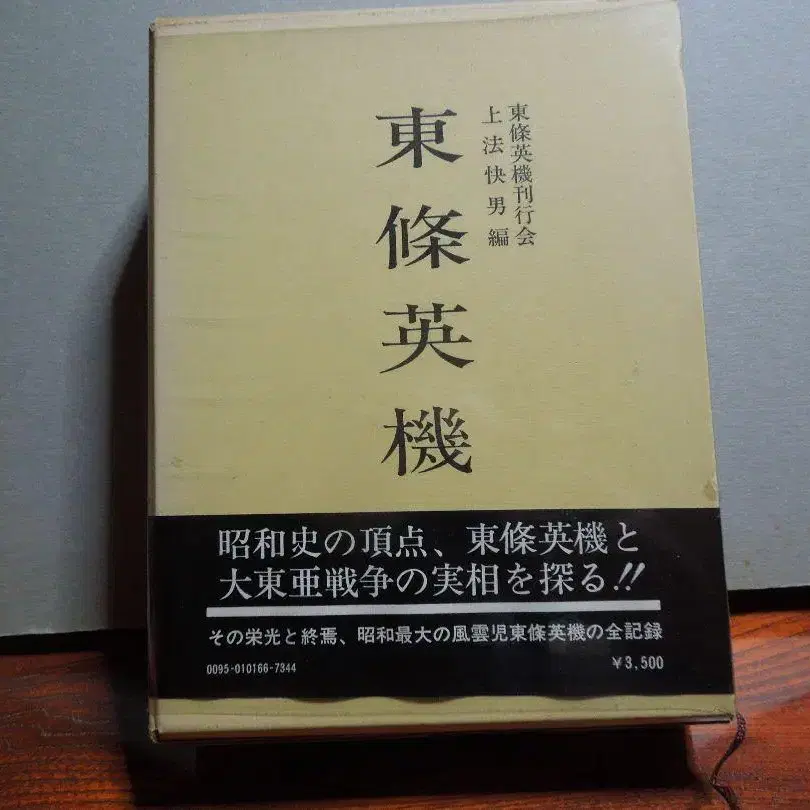 東條英機刊行会
上法快男編
東條英機
昭和史の頂点、東條英機と
大東亜戦争の実相を探る!!
その栄光と終焉、昭和最大の風雲児東條英機の全記録
0095-010166-7344
￥3,500